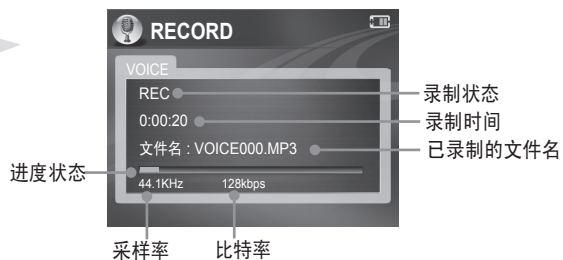 RECORD
VOICE
REC
录制状态
0:00:20
录制时间
文件名 : VOICE000.MP3
已录制的文件名
进度状态
44.1KHz 128kbps
采样率 比特率